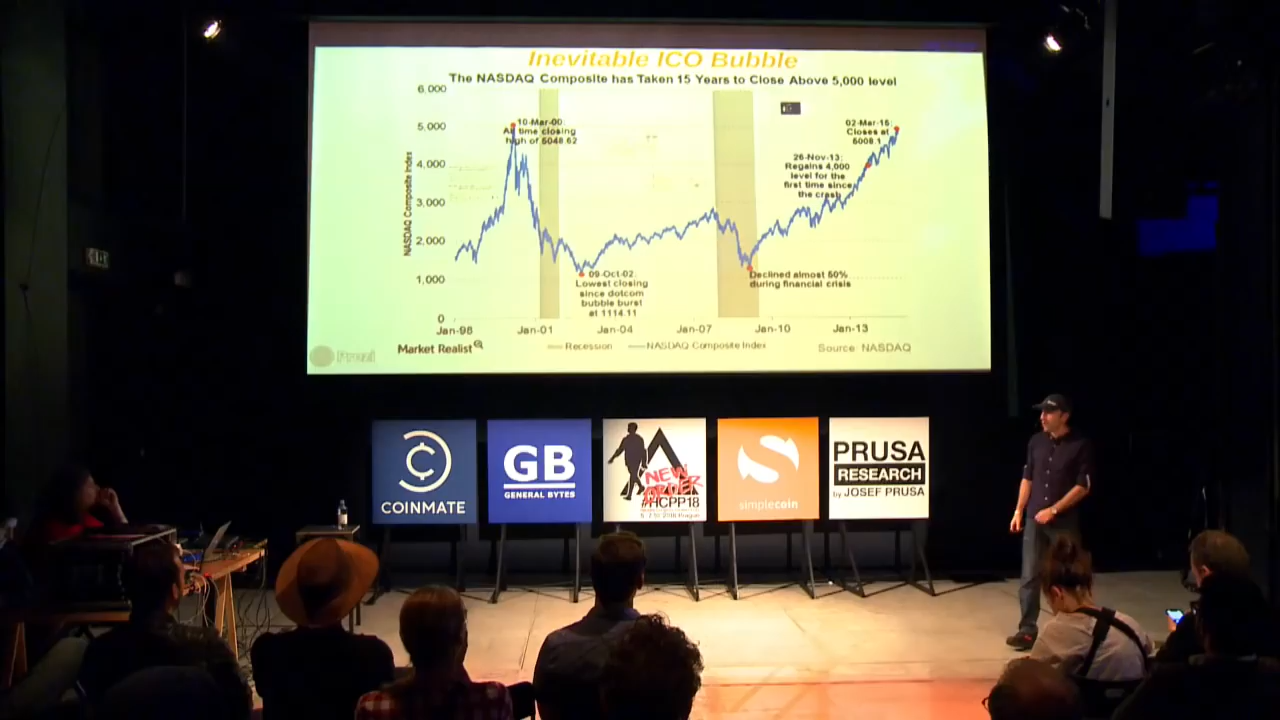 Inevitable ICO Bubble
The NASDAQ Composite has Taken 15 Years to Close Above 5,000 level
6,000
5,000
4,000
3,000
2,000
1,000
0
NASDAQ Composite Index
10-Mar-00:
All time closing
high of 5048.62
09-Oct-02:
Lowest closing
since dotcom
bubble burst
at 1114.11
Declined almost 50%
during financial crisis
26-Nov-13:
Regains 4,000
level for the
first time since
the crash
02-Mar-15:
Closes at
5008.1
Jan-98
Jan-01
Jan-04
Jan-07
Jan-10
Jan-13
Prezi
Market Realist
Recession
NASDAQ Composite Index
Source: NASDAQ
COINMATE
GB
GENERAL BYTES
NEW
ORDER
#HCPP18
simplecoin
PRUSA
RESEARCH
by JOSEF PRUSA